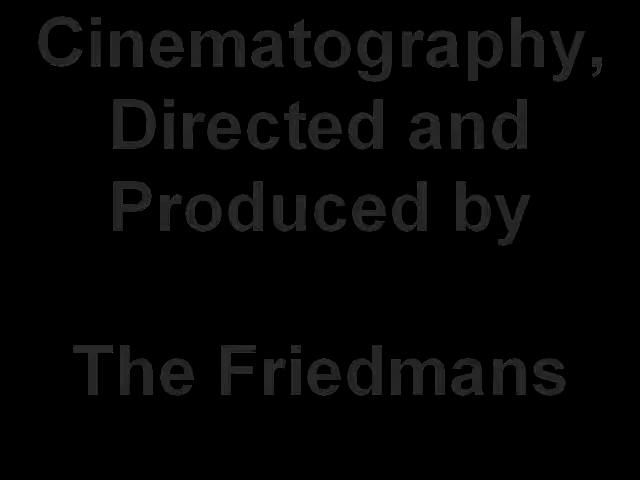 Cinematography,
Directed and
Produced by
The Friedmans